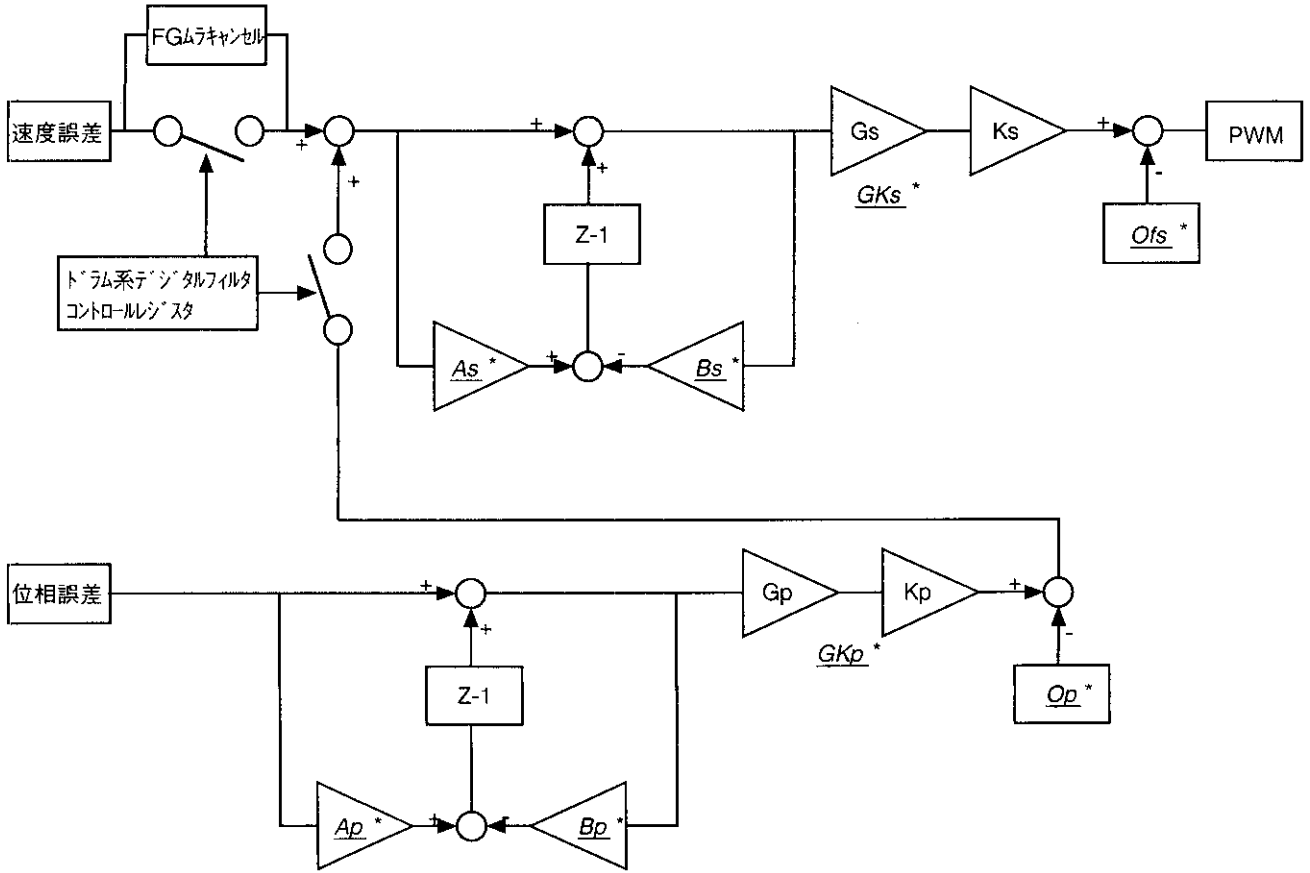 FGムラキャンセル
速度誤差
+
+
+
+
Gs
Ks
+
-
PWM
GKs *
Ofs *
Z-1
ドラム系デジタルフィルタ
コントロールレジスタ
As *
+
-
Bs *
位相誤差
+
+
Gp
Kp
+
-
GKp *
Op *
Z-1
Ap *
+
-
Bp *